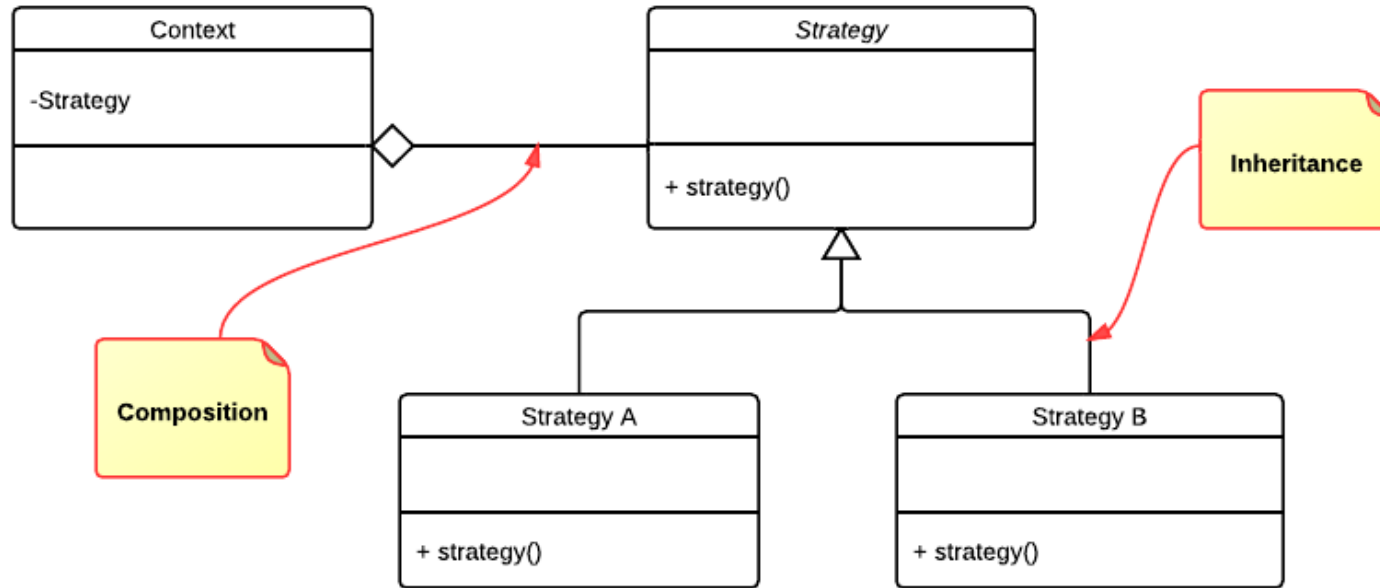 Context
-Strategy
Strategy
+ strategy()
Inheritance
Composition
Strategy A
+ strategy()
Strategy B
+ strategy()